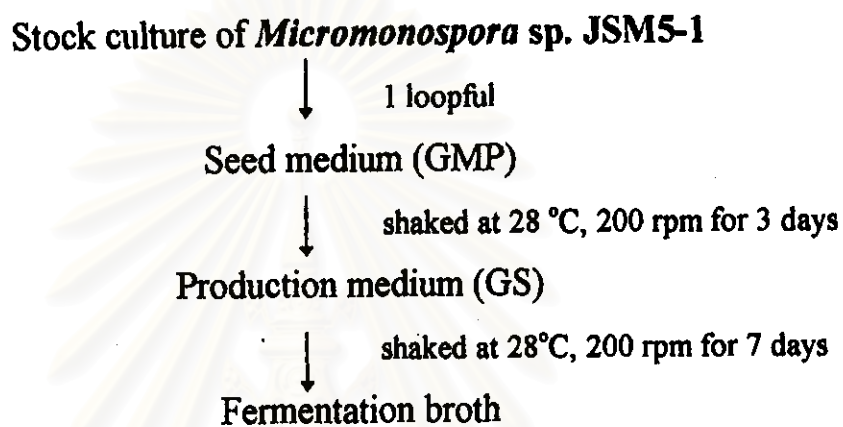 Stock culture of Micromonospora sp. JSM5-1
1 loopful
Seed medium (GMP)
shaked at 28 °C, 200 rpm for 3 days
Production medium (GS)
shaked at 28°C, 200 rpm for 7 days
Fermentation broth